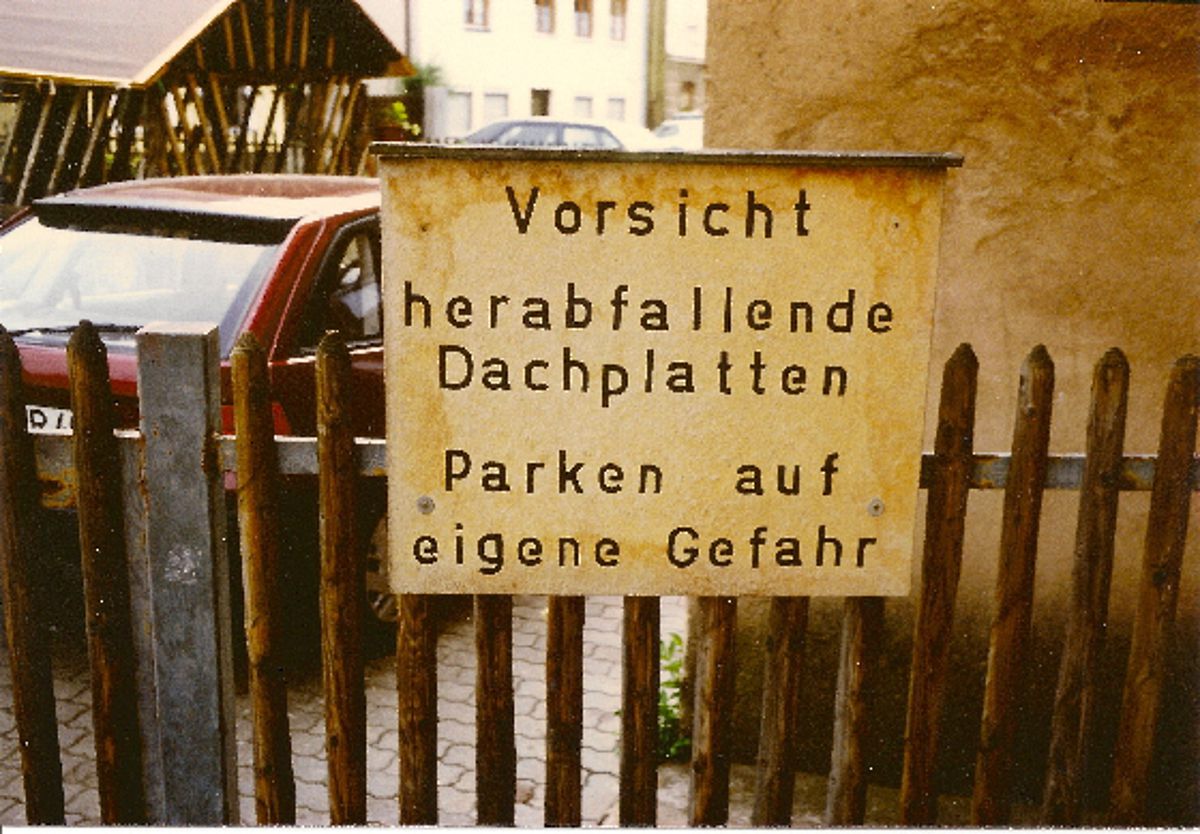 Vorsicht
herabfallende
Dachplatten
Parken auf
eigene Gefahr